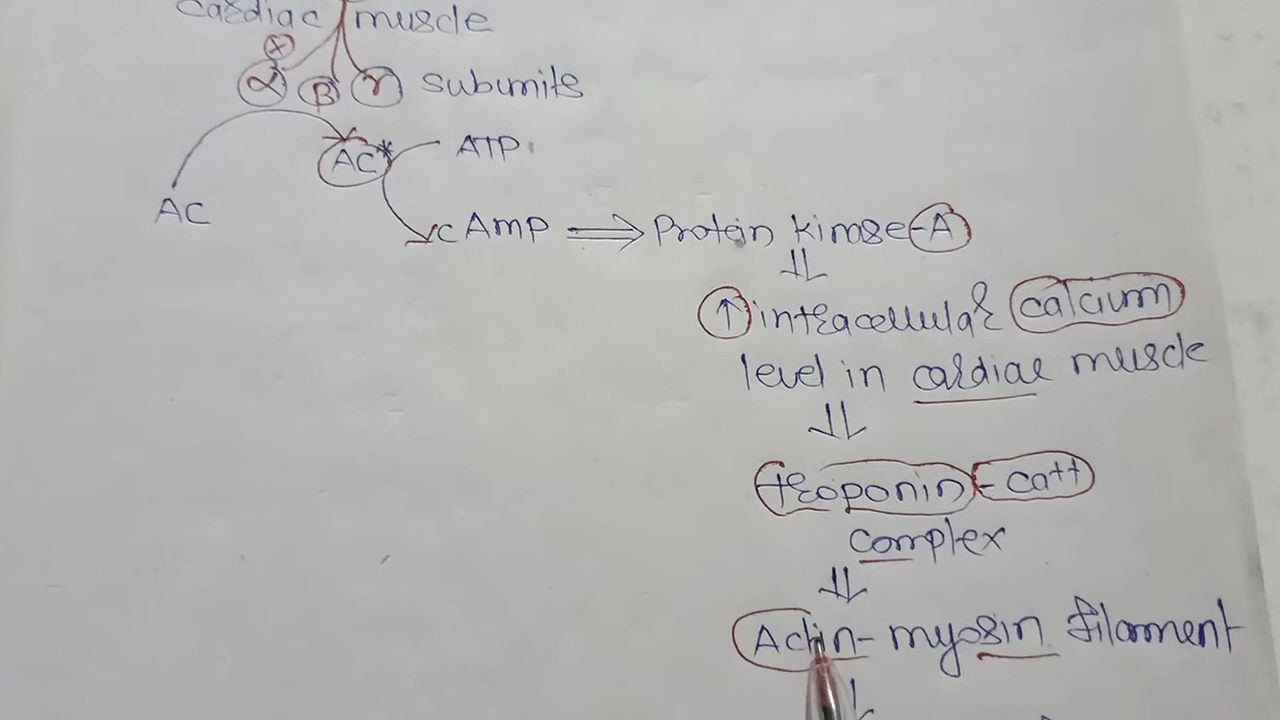 cardiac muscle
α β γ subunits
AC* ATP
AC
cAMP ⇒ Protein kinase-A
⇓
↑ intracellular calcium
level in cardiac muscle
⇓
troponin - ca++
complex
⇓
Actin- myosin filament